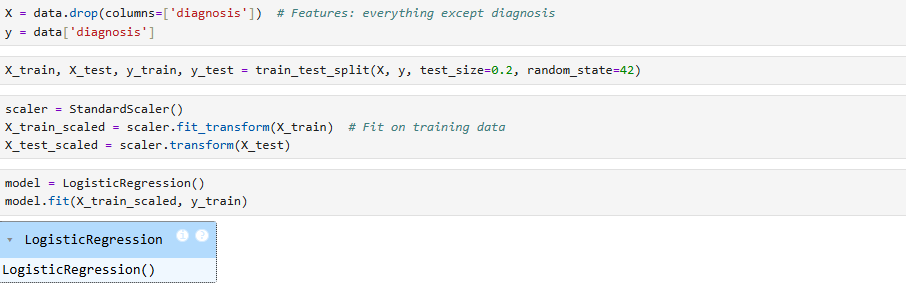 X = data.drop(columns=['diagnosis'])  # Features: everything except diagnosis
y = data['diagnosis']
X_train, X_test, y_train, y_test = train_test_split(X, y, test_size=0.2, random_state=42)
scaler = StandardScaler()
X_train_scaled = scaler.fit_transform(X_train)  # Fit on training data
X_test_scaled = scaler.transform(X_test)
model = LogisticRegression()
model.fit(X_train_scaled, y_train)
▾ LogisticRegression i ?
LogisticRegression()